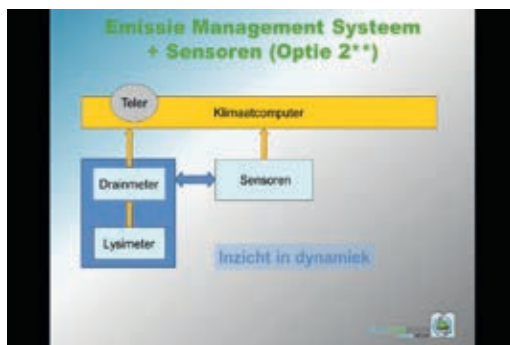 Emissie Management Systeem
+ Sensoren (Optie 2**)
Teler
Klimaatcomputer
Drainmeter
Sensoren
Lysimeter
Inzicht in dynamiek